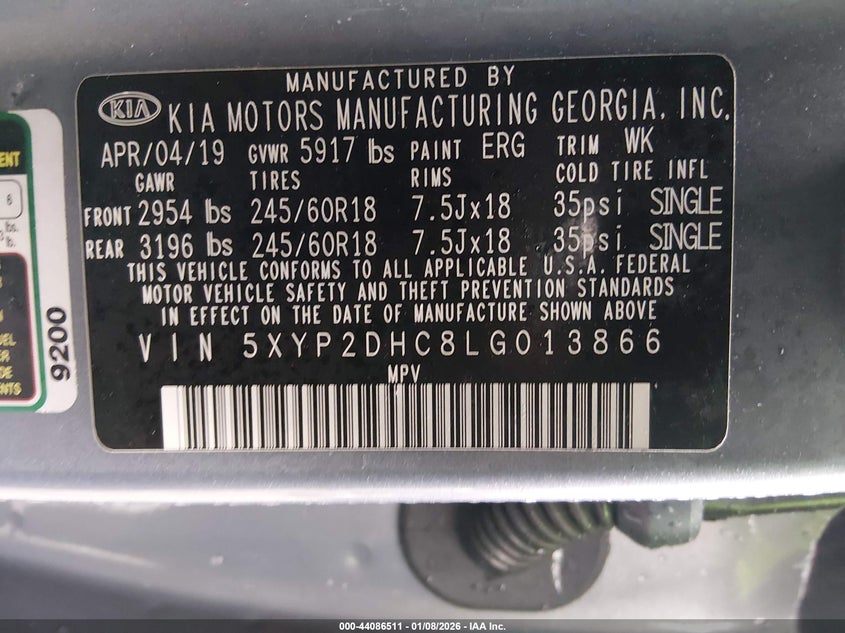 MANUFACTURED BY
KIA KIA MOTORS MANUFACTURING GEORGIA, INC.
APR/04/19 GVWR 5917 lbs PAINT ERG TRIM WK
GAWR TIRES RIMS COLD TIRE INFL
FRONT 2954 lbs 245/60R18 7.5Jx18 35psi SINGLE
REAR 3196 lbs 245/60R18 7.5Jx18 35psi SINGLE
THIS VEHICLE CONFORMS TO ALL APPLICABLE U.S.A. FEDERAL
MOTOR VEHICLE SAFETY AND THEFT PREVENTION STANDARDS
IN EFFECT ON THE DATE OF MANUFACTURE SHOWN ABOVE
VIN 5XYP2DHC8LG013866
MPV
6
lbs.
lb.
9200
000-44086511 - 01/08/2026 - IAA Inc.